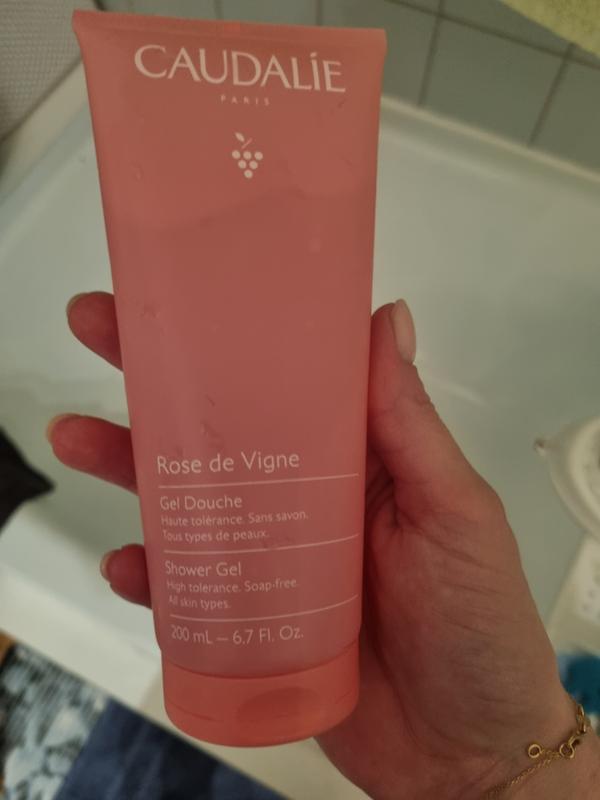 CAUDALÍE
PARIS
Rose de Vigne
Gel Douche
Haute tolérance. Sans savon.
Tous types de peaux.
Shower Gel
High tolerance. Soap-free.
All skin types.
200 mL – 6.7 Fl. Oz.